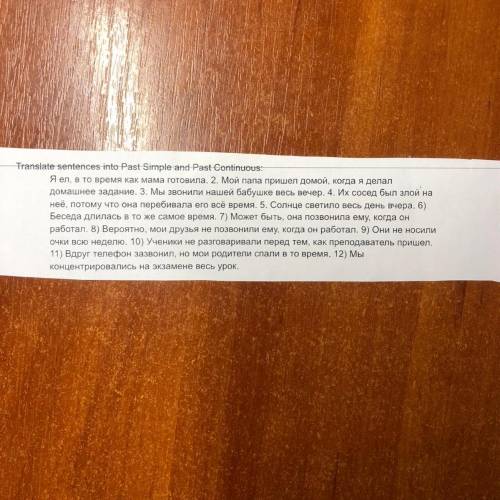 Translate sentences into Past Simple and Past Continuous:
Я ел, в то время как мама готовила. 2. Мой папа пришел домой, когда я делал
домашнее задание. 3. Мы звонили нашей бабушке весь вечер. 4. Их сосед был злой на
неё, потому что она перебивала его всё время. 5. Солнце светило весь день вчера. 6)
Беседа длилась в то же самое время. 7) Может быть, она позвонила ему, когда он
работал. 8) Вероятно, мои друзья не позвонили ему, когда он работал. 9) Они не носили
очки всю неделю. 10) Ученики не разговаривали перед тем, как преподаватель пришел.
11) Вдруг телефон зазвонил, но мои родители спали в то время. 12) Мы
концентрировались на экзамене весь урок.